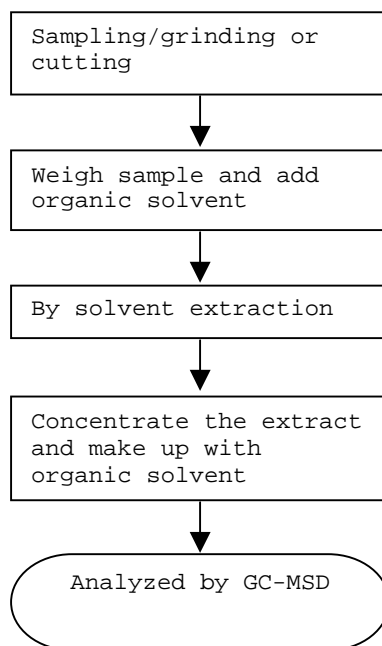 Sampling/grinding or
cutting
Weigh sample and add
organic solvent
By solvent extraction
Concentrate the extract
and make up with
organic solvent
Analyzed by GC-MSD